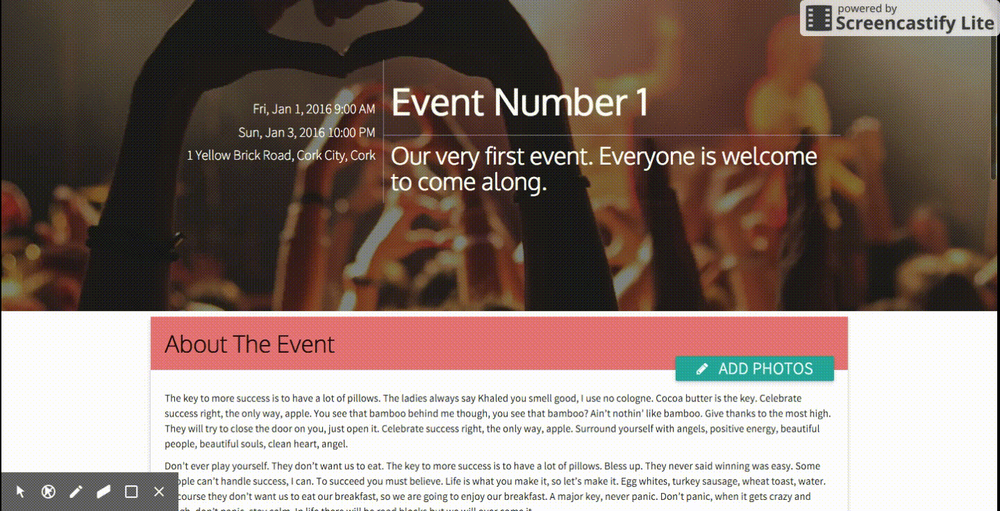 powered by
Screencastify Lite
Event Number 1
Fri, Jan 1, 2016 9:00 AM
Sun, Jan 3, 2016 10:00 PM
1 Yellow Brick Road, Cork City, Cork
Our very first event. Everyone is welcome
to come along.
About The Event
ADD PHOTOS
The key to more success is to have a lot of pillows. The ladies always say Khaled you smell good, I use no cologne. Cocoa butter is the key. Celebrate
success right, the only way, apple. You see that bamboo behind me though, you see that bamboo? Ain't nothin' like bamboo. Give thanks to the most high.
They will try to close the door on you, just open it. Celebrate success right, the only way, apple. Surround yourself with angels, positive energy, beautiful
people, beautiful souls, clean heart, angel.
Don't ever play yourself. They don't want us to eat. The key to more success is to have a lot of pillows. Bless up. They never said winning was easy. Some
can't handle success, I can. To succeed you must believe. Life is what you make it, so let's make it. Egg whites, turkey sausage, wheat toast, water.
course they don't want us to eat our breakfast, so we are going to enjoy our breakfast. A major key, never panic. Don't panic, when it gets crazy and
don't panic, stay calm. In life there will be road blocks but we will over come it.